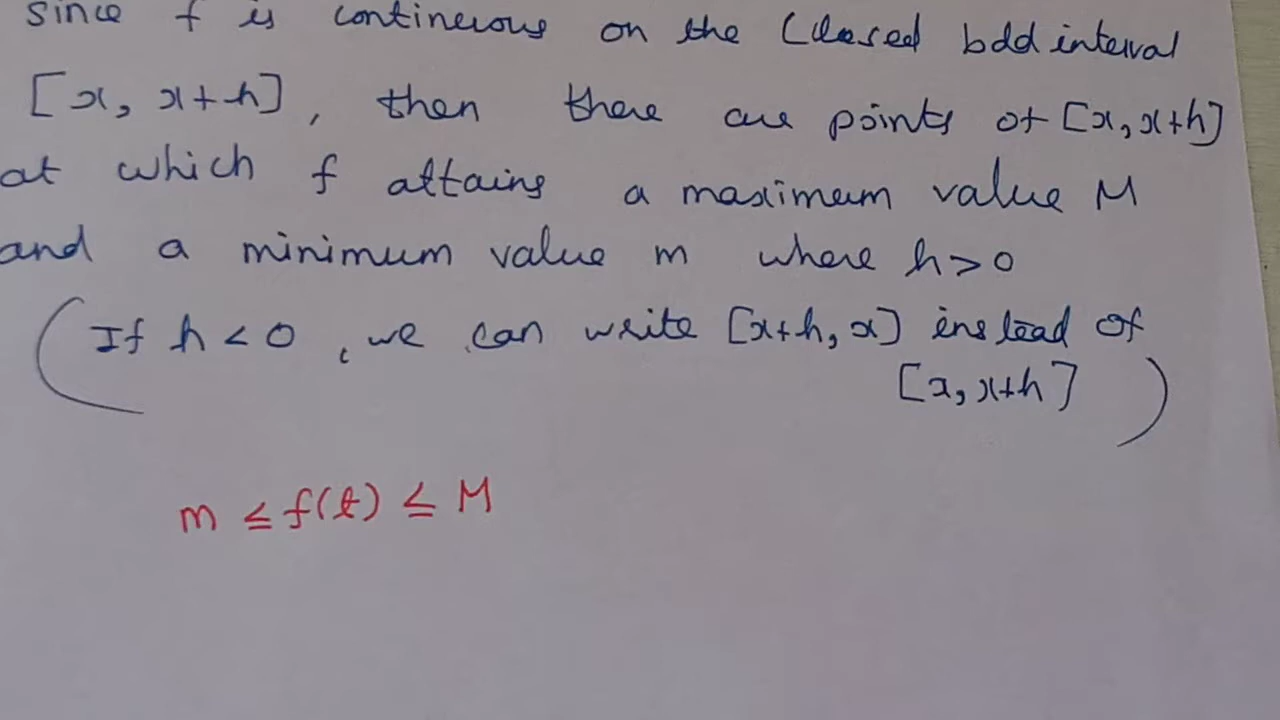 since f is continuous on the Closed bdd interval
[x, x+h], then there are points of [x, x+h]
at which f attains a maximum value M
and a minimum value m where h>0
(If h<0, we can write [x+h, x] instead of
[x, x+h])
m ≤ f(t) ≤ M